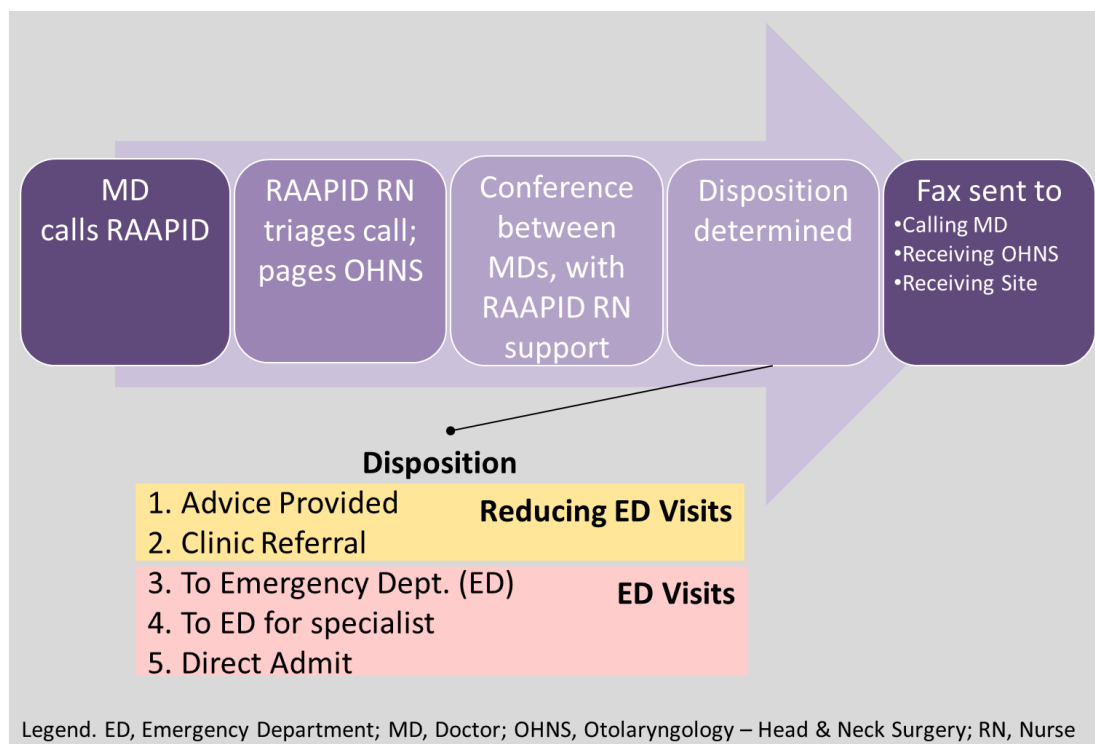 MD
calls RAAPID
RAAPID RN
triages call;
pages OHNS
Conference
between
MDs, with
RAAPID RN
support
Disposition
determined
Fax sent to
•Calling MD
•Receiving OHNS
•Receiving Site
Disposition
1. Advice Provided
2. Clinic Referral
Reducing ED Visits
3. To Emergency Dept. (ED)
4. To ED for specialist
5. Direct Admit
ED Visits
Legend. ED, Emergency Department; MD, Doctor; OHNS, Otolaryngology – Head & Neck Surgery; RN, Nurse